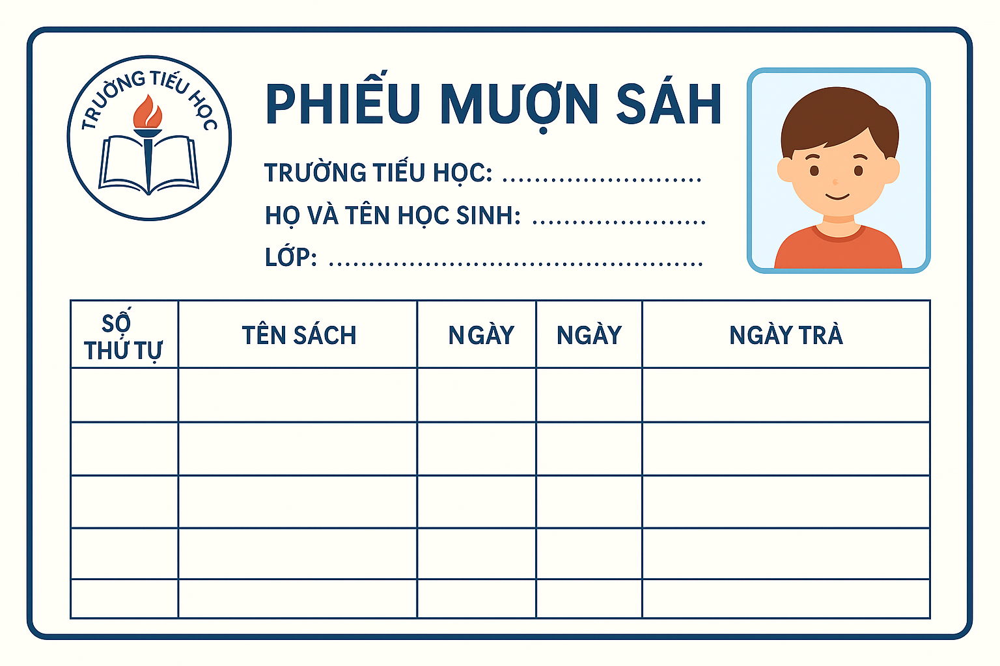 TRƯỜNG TIẾU HỌC
PHIẾU MƯỢN SÁH
TRƯỜNG TIẾU HỌC: ........................
HỌ VÀ TÊN HỌC SINH: .....................
LỚP: ..............................................
SỐ
THỨ TỰ
TÊN SÁCH
NGÀY
NGÀY
NGÀY TRÀ